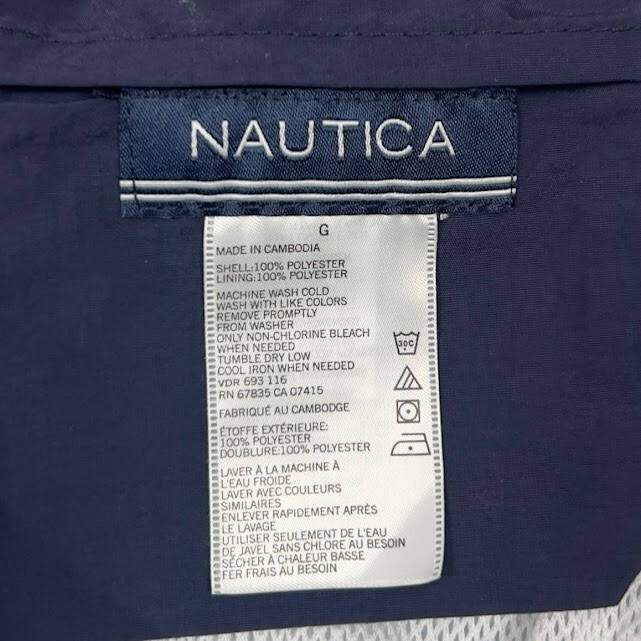 NAUTICA
G
MADE IN CAMBODIA
SHELL:100% POLYESTER
LINING:100% POLYESTER
MACHINE WASH COLD
WASH WITH LIKE COLORS
REMOVE PROMPTLY
FROM WASHER
ONLY NON-CHLORINE BLEACH
WHEN NEEDED
TUMBLE DRY LOW
COOL IRON WHEN NEEDED
VDR 693 116
RN 67835 CA 07415
30C
FABRIQUÉ AU CAMBODGE
ÉTOFFE EXTÉRIEURE:
100% POLYESTER
DOUBLURE:100% POLYESTER
LAVER À LA MACHINE À
L'EAU FROIDE
LAVER AVEC COULEURS
SIMILAIRES
ENLEVER RAPIDEMENT APRÈS
LE LAVAGE
UTILISER SEULEMENT DE L'EAU
DE JAVEL SANS CHLORE AU BESOIN
SÉCHER À CHALEUR BASSE
FER FRAIS AU BESOIN